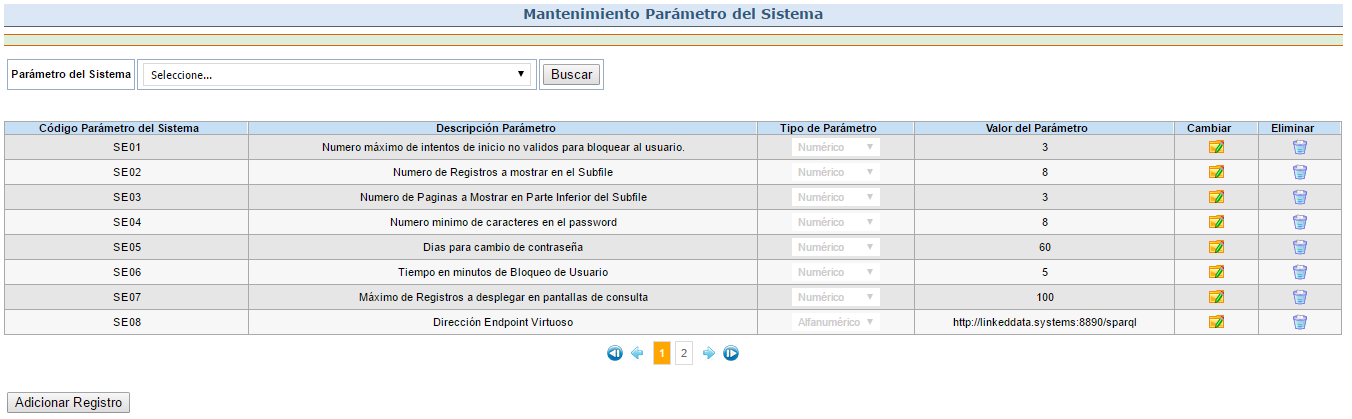 Mantenimiento Parámetro del Sistema
Parámetro del Sistema Seleccione... Buscar
Código Parámetro del Sistema Descripción Parámetro Tipo de Parámetro Valor del Parámetro Cambiar Eliminar
SE01 Numero máximo de intentos de inicio no validos para bloquear al usuario. Numérico 3
SE02 Numero de Registros a mostrar en el Subfile Numérico 8
SE03 Numero de Paginas a Mostrar en Parte Inferior del Subfile Numérico 3
SE04 Numero minimo de caracteres en el password Numérico 8
SE05 Dias para cambio de contraseña Numérico 60
SE06 Tiempo en minutos de Bloqueo de Usuario Numérico 5
SE07 Máximo de Registros a desplegar en pantallas de consulta Numérico 100
SE08 Dirección Endpoint Virtuoso Alfanumérico http://linkeddata.systems:8890/sparql
1 2
Adicionar Registro